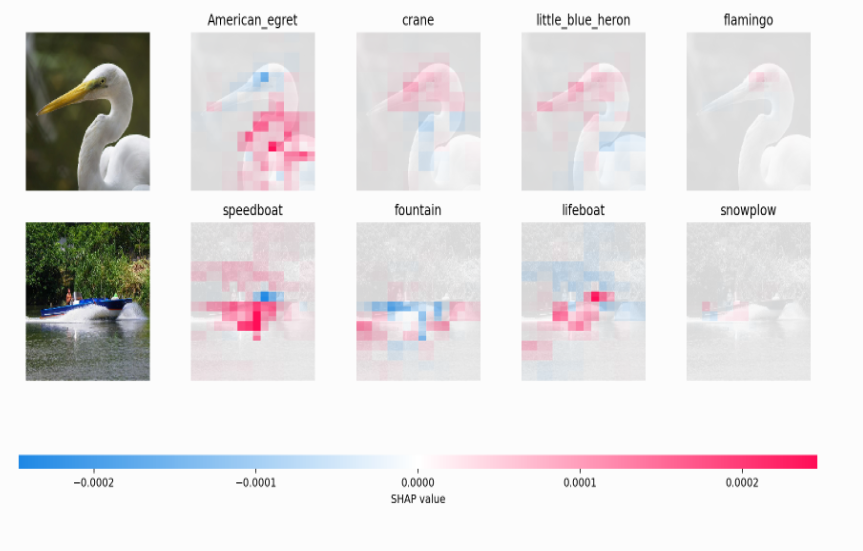 American_egret crane little_blue_heron flamingo
speedboat fountain lifeboat snowplow
−0.0002 −0.0001 0.0000 0.0001 0.0002
SHAP value